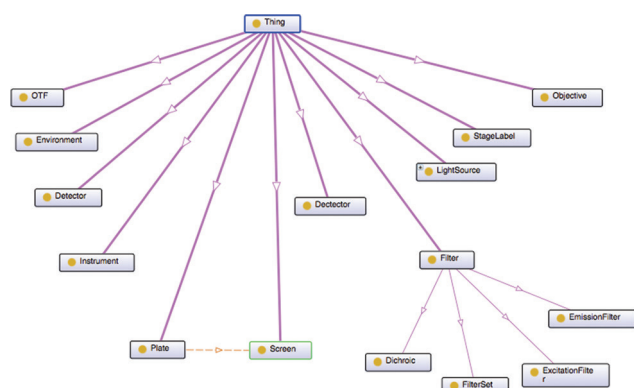 Thing
OTF
Objective
Environment
StageLabel
LightSource
Detector
Dectector
Instrument
Filter
EmissionFilter
Plate
Screen
Dichroic
ExcitationFilte
r
FilterSet